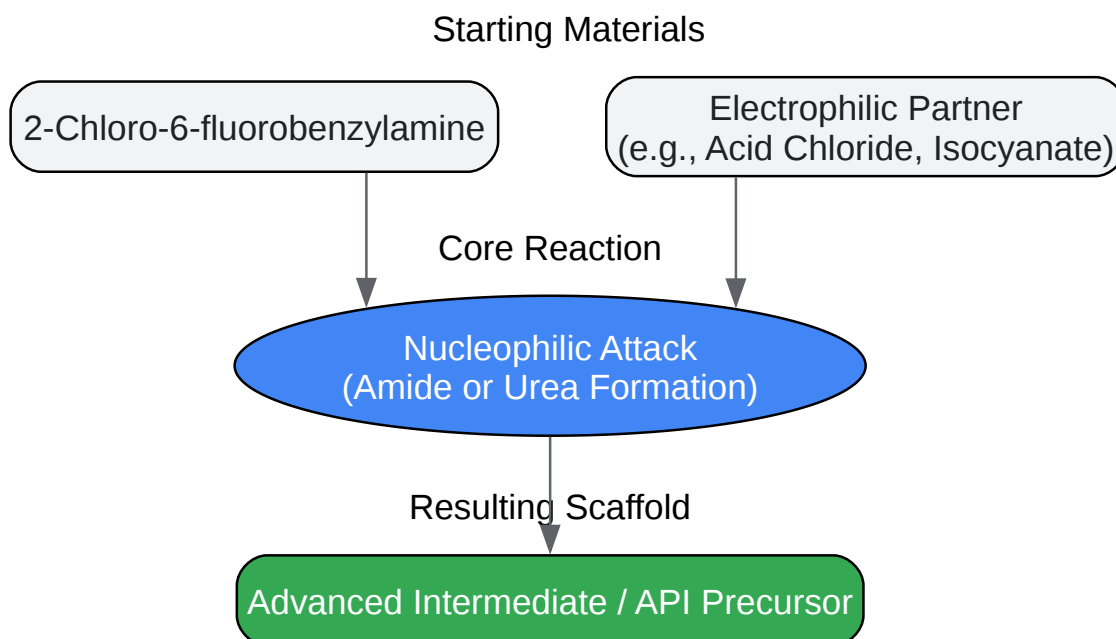 Starting Materials
2-Chloro-6-fluorobenzylamine
Electrophilic Partner
(e.g., Acid Chloride, Isocyanate)
Core Reaction
Nucleophilic Attack
(Amide or Urea Formation)
Resulting Scaffold
Advanced Intermediate / API Precursor